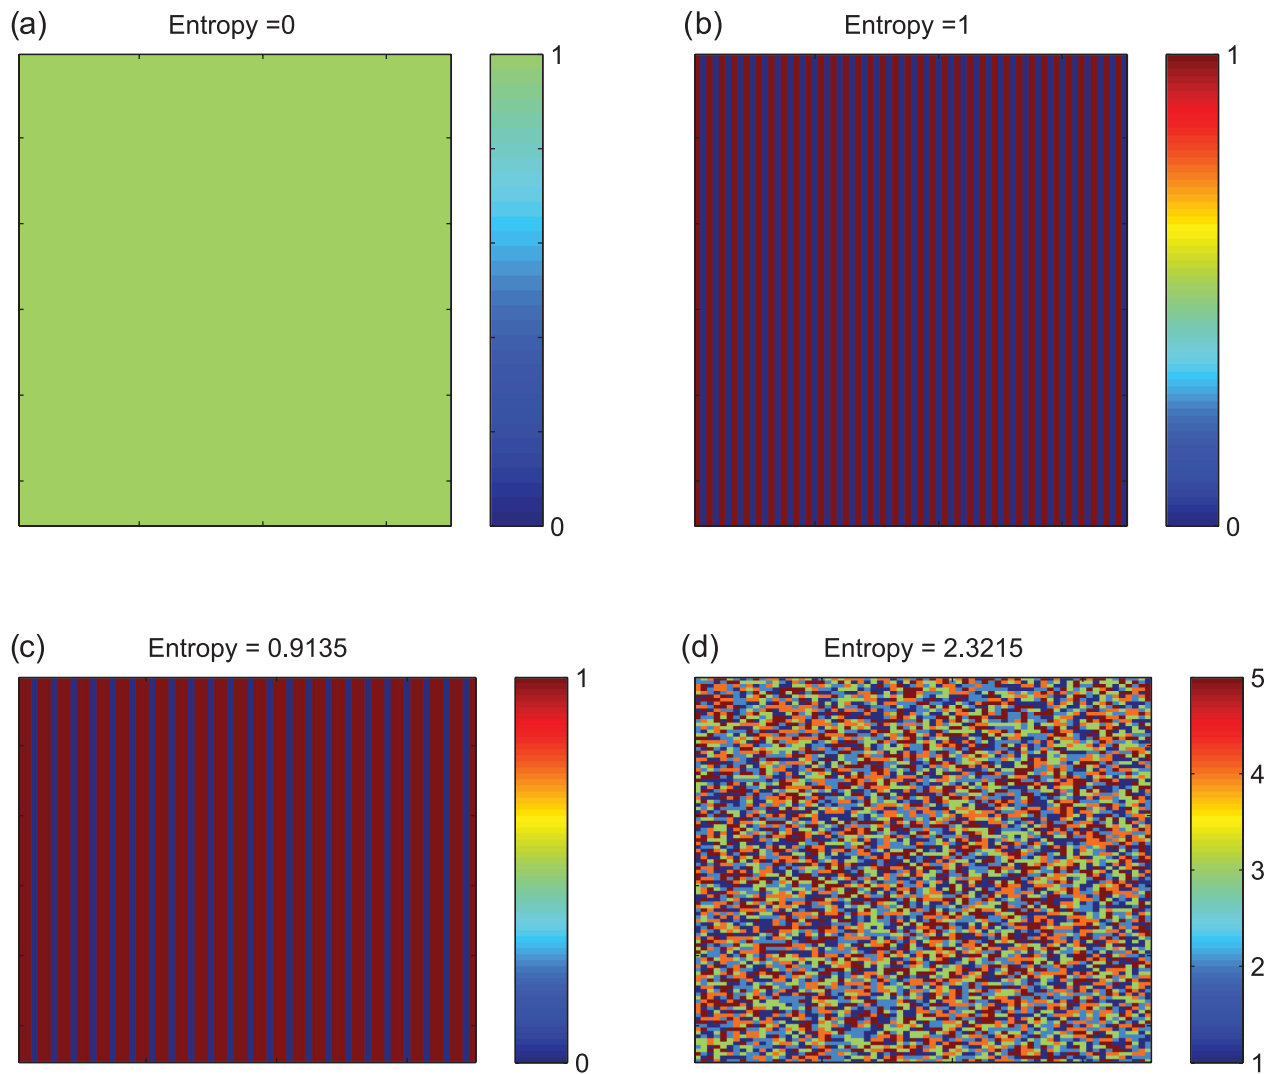 (a) Entropy =0
1
0
(b) Entropy =1
1
0
(c) Entropy = 0.9135
1
0
(d) Entropy = 2.3215
5
4
3
2
1